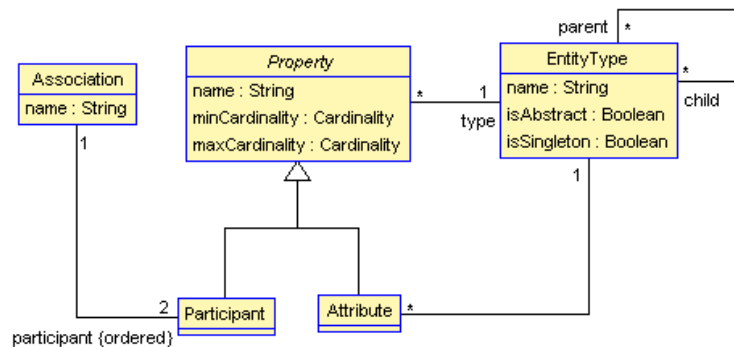 parent *
Property
EntityType
Association
name : String
name : String
name : String
*
1
*
minCardinality : Cardinality
isAbstract : Boolean
child
type
1
maxCardinality : Cardinality
isSingleton : Boolean
1
2
Participant
Attribute
*
participant {ordered}